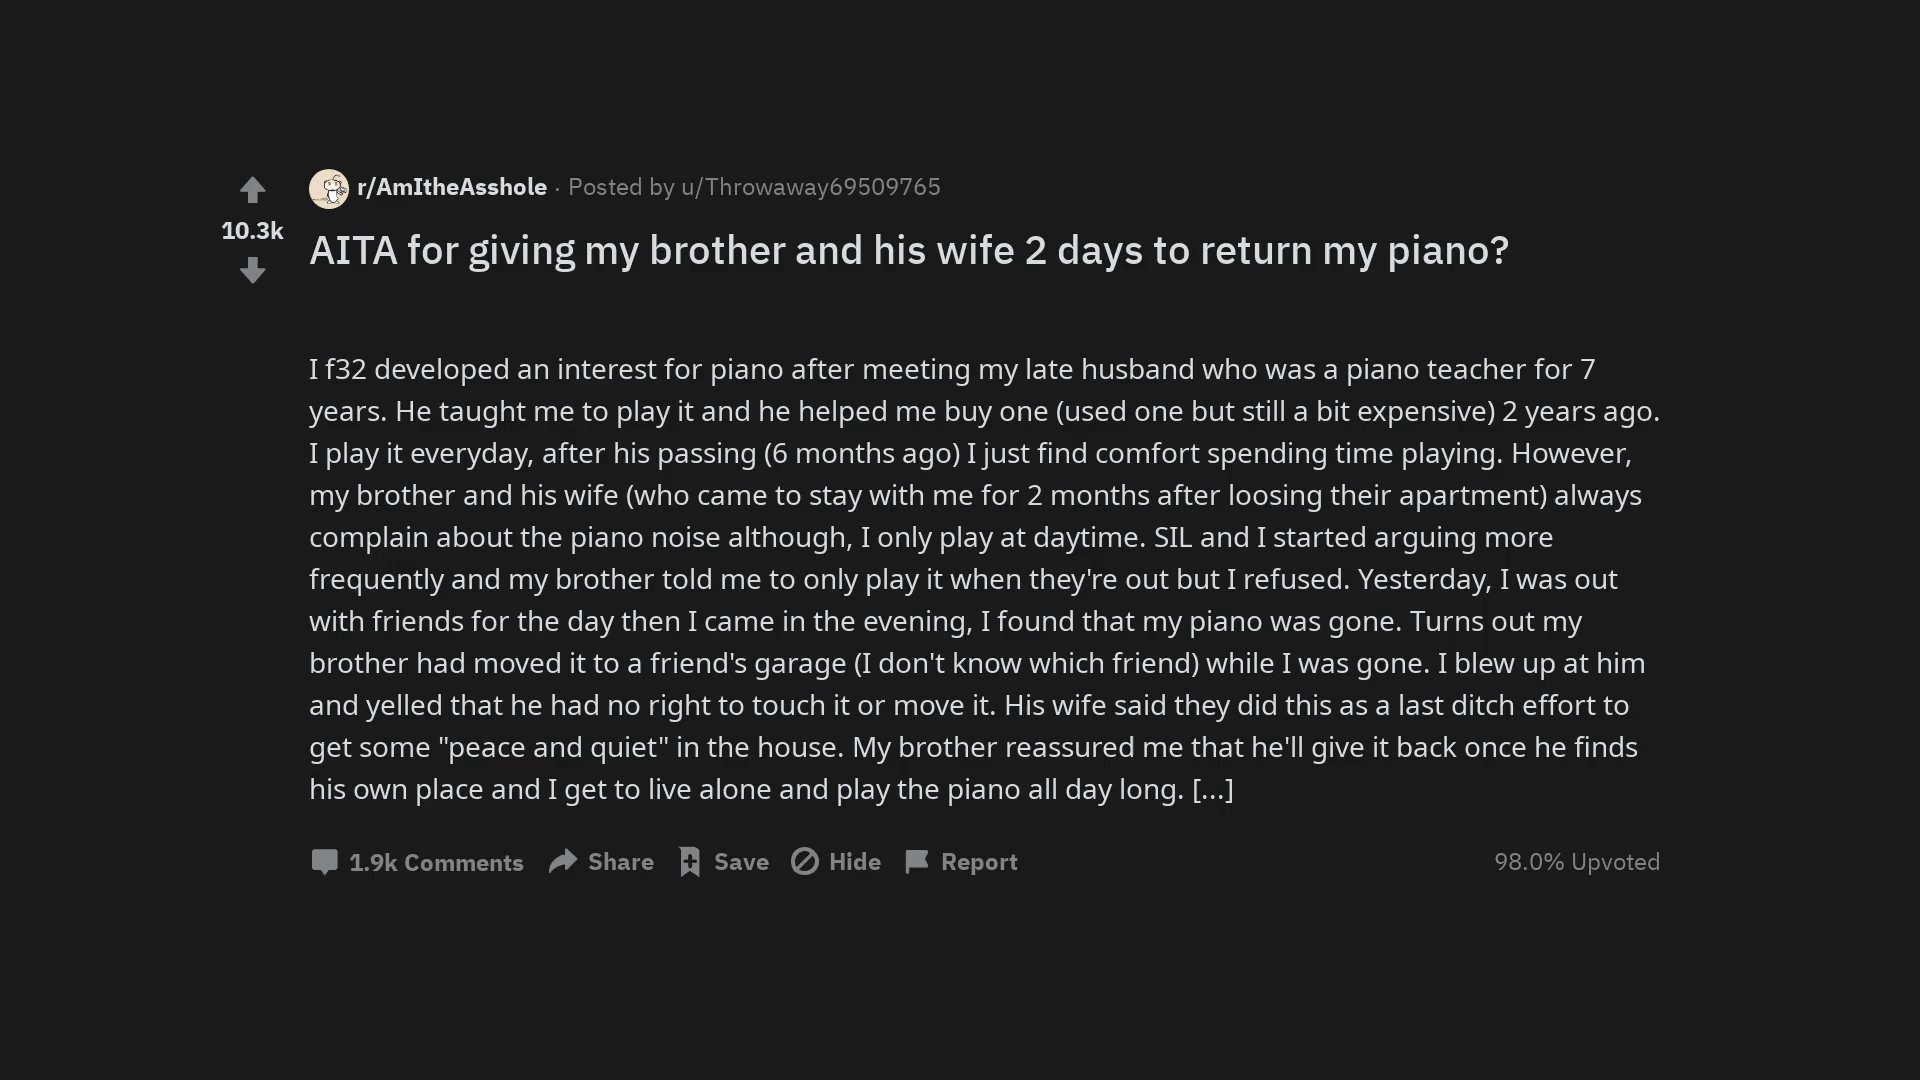 r/AmItheAsshole · Posted by u/Throwaway69509765
10.3k
AITA for giving my brother and his wife 2 days to return my piano?
I f32 developed an interest for piano after meeting my late husband who was a piano teacher for 7
years. He taught me to play it and he helped me buy one (used one but still a bit expensive) 2 years ago.
I play it everyday, after his passing (6 months ago) I just find comfort spending time playing. However,
my brother and his wife (who came to stay with me for 2 months after loosing their apartment) always
complain about the piano noise although, I only play at daytime. SIL and I started arguing more
frequently and my brother told me to only play it when they're out but I refused. Yesterday, I was out
with friends for the day then I came in the evening, I found that my piano was gone. Turns out my
brother had moved it to a friend's garage (I don't know which friend) while I was gone. I blew up at him
and yelled that he had no right to touch it or move it. His wife said they did this as a last ditch effort to
get some "peace and quiet" in the house. My brother reassured me that he'll give it back once he finds
his own place and I get to live alone and play the piano all day long. [...]
1.9k Comments Share Save Hide Report 98.0% Upvoted